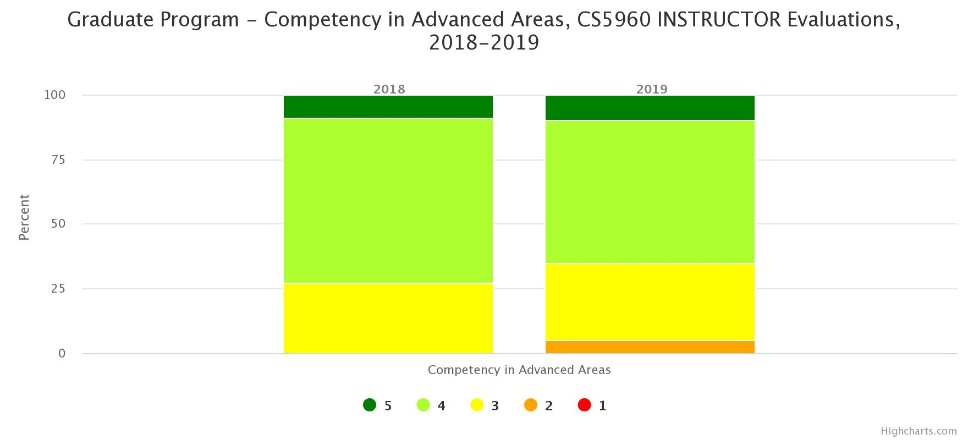 Graduate Program - Competency in Advanced Areas, CS5960 INSTRUCTOR Evaluations,
2018-2019
2018
2019
100
75
50
25
0
Percent
Competency in Advanced Areas
5 4 3 2 1
Highcharts.com